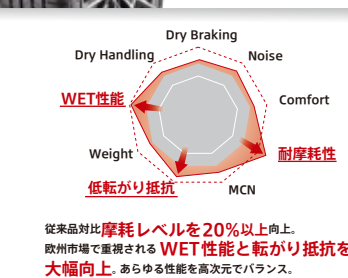 Dry Braking
Dry Handling
Noise
WET性能
Comfort
Weight
耐摩耗性
低転がり抵抗
MCN
従来品対比摩耗レベルを20%以上向上。
欧州市場で重視されるWET性能と転がり抵抗を
大幅向上。あらゆる性能を高次元でバランス。